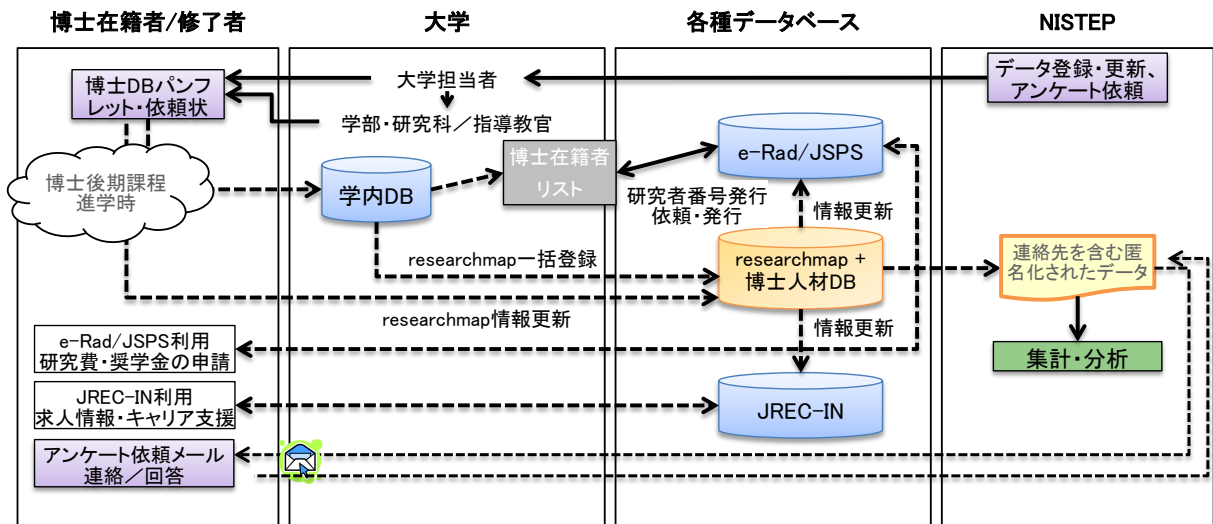 博士在籍者/修了者
大学
各種データベース
NISTEP
博士DBパンフ
レット・依頼状
大学担当者
データ登録・更新、
アンケート依頼
学部・研究科／指導教官
博士後期課程
進学時
学内DB
博士在籍者
リスト
e-Rad/JSPS
研究者番号発行
依頼・発行
情報更新
researchmap一括登録
researchmap +
博士人材DB
連絡先を含む匿
名化されたデータ
researchmap情報更新
情報更新
e-Rad/JSPS利用
研究費・奨学金の申請
集計・分析
JREC-IN利用
求人情報・キャリア支援
JREC-IN
アンケート依頼メール
連絡／回答